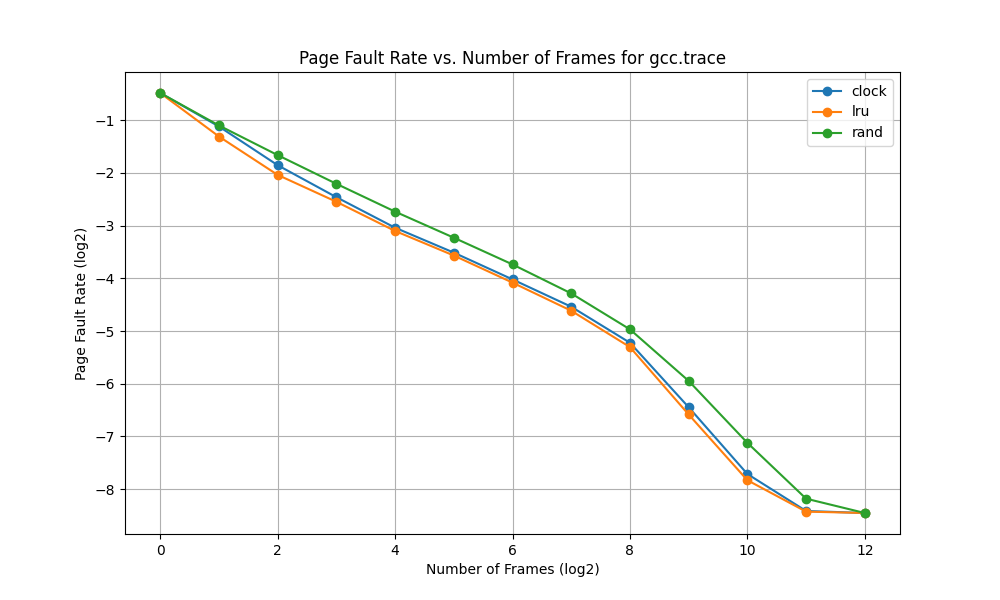 Page Fault Rate vs. Number of Frames for gcc.trace
clock
lru
rand
Page Fault Rate (log2)
−1
−2
−3
−4
−5
−6
−7
−8
0 2 4 6 8 10 12
Number of Frames (log2)